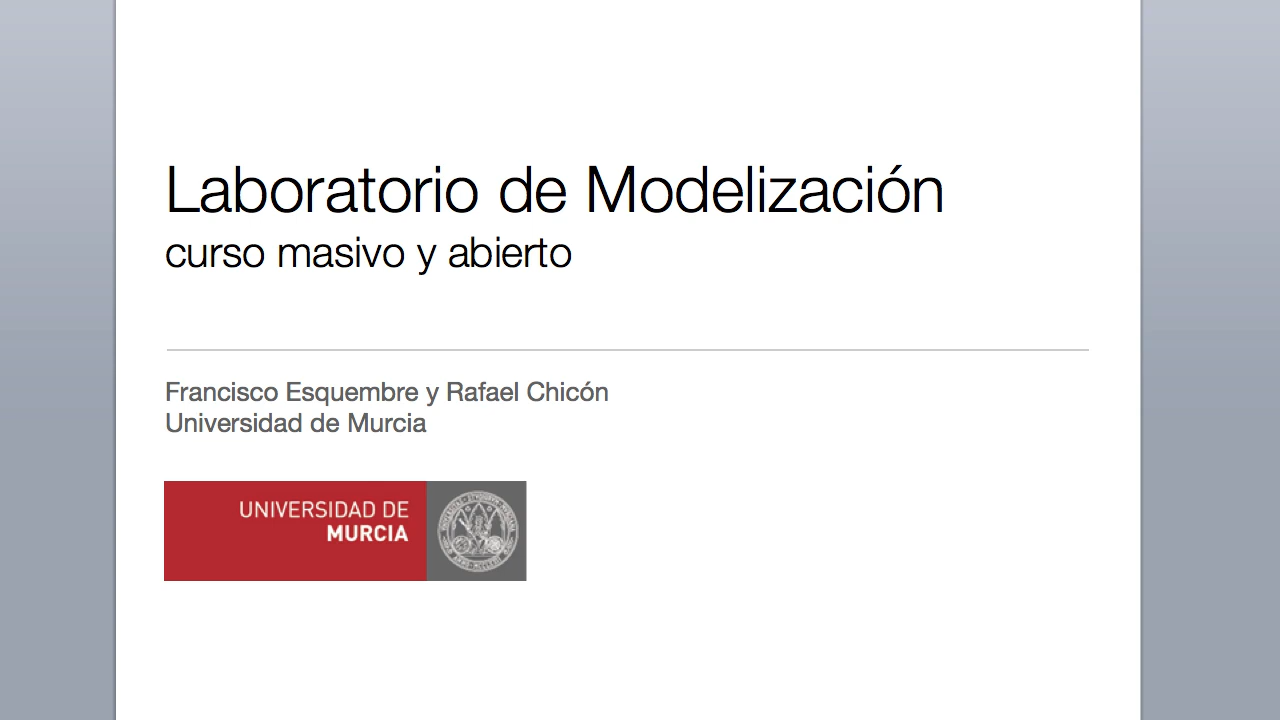 Laboratorio de Modelización
curso masivo y abierto
Francisco Esquembre y Rafael Chicón
Universidad de Murcia
UNIVERSIDAD DE
MURCIA